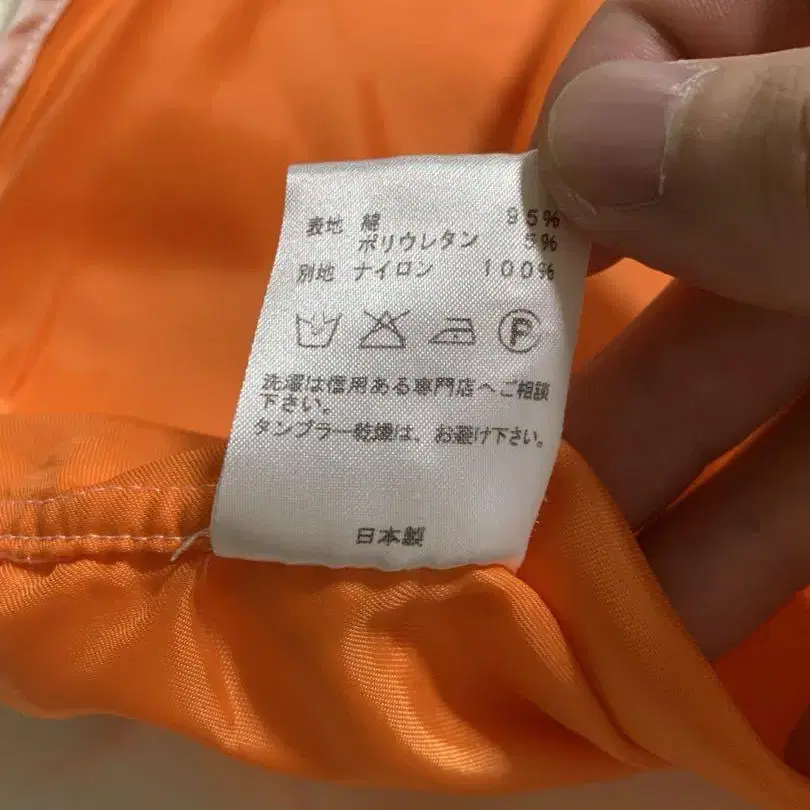 表地 綿 95%
ポリウレタン 5%
別地 ナイロン 100%
P
洗濯は信用ある専門店へご相談
下さい。
タンブラー乾燥は、お避け下さい。
日本製